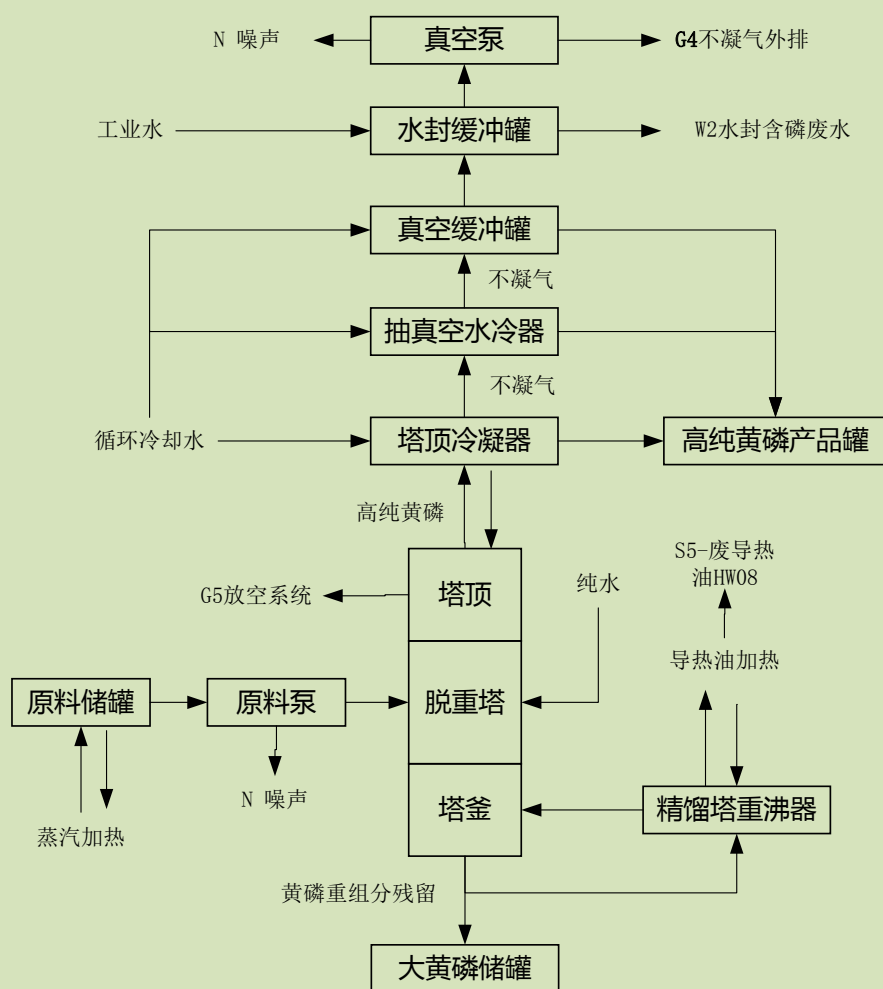 N 噪声
真空泵
G4不凝气外排
工业水
水封缓冲罐
W2水封含磷废水
真空缓冲罐
不凝气
抽真空水冷器
不凝气
循环冷却水
塔顶冷凝器
高纯黄磷产品罐
高纯黄磷
S5-废导热
油HW08
G5放空系统
塔顶
纯水
导热油加热
原料储罐
原料泵
脱重塔
N 噪声
塔釜
精馏塔重沸器
蒸汽加热
黄磷重组分残留
大黄磷储罐